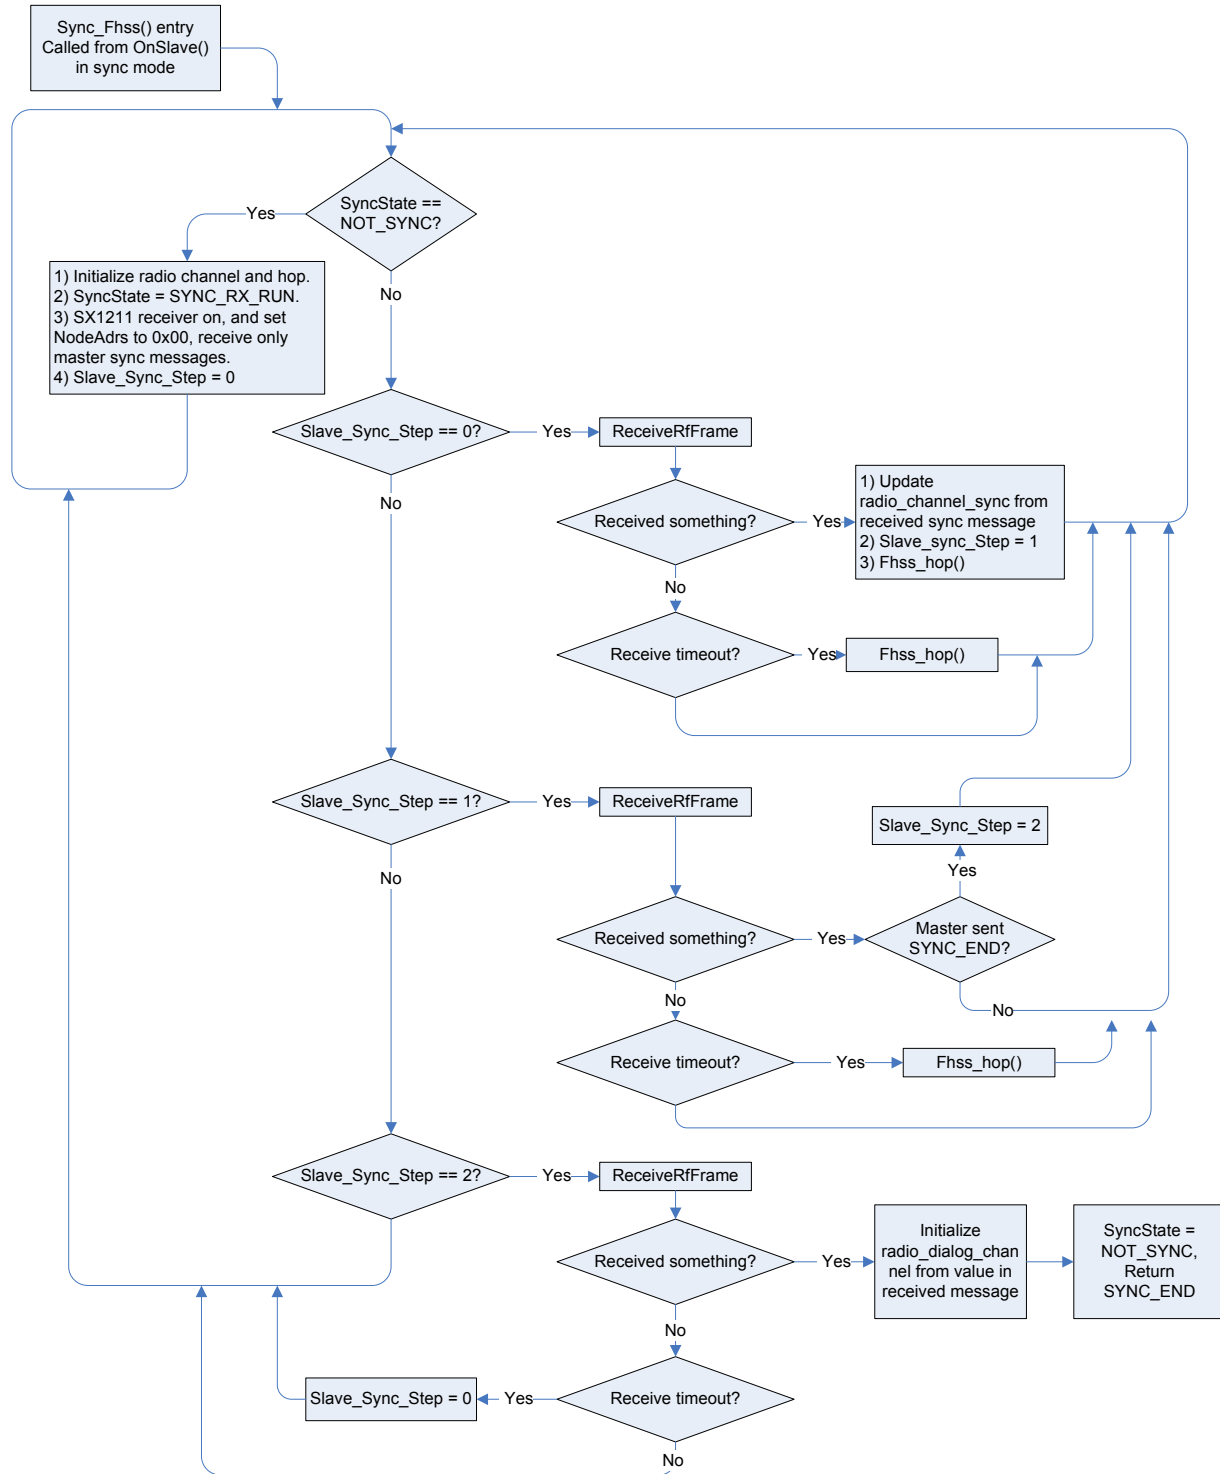 Sync_Fhss() entry
Called from OnSlave()
in sync mode
SyncState ==
NOT_SYNC?
Yes
No
1) Initialize radio channel and hop.
2) SyncState = SYNC_RX_RUN.
3) SX1211 receiver on, and set
NodeAdrs to 0x00, receive only
master sync messages.
4) Slave_Sync_Step = 0
Slave_Sync_Step == 0?
Yes
No
ReceiveRfFrame
Received something?
Yes
No
1) Update
radio_channel_sync from
received sync message
2) Slave_sync_Step = 1
3) Fhss_hop()
Receive timeout?
Yes
Fhss_hop()
Slave_Sync_Step == 1?
Yes
No
ReceiveRfFrame
Slave_Sync_Step = 2
Yes
Received something?
Yes
No
Master sent
SYNC_END?
No
Receive timeout?
Yes
Fhss_hop()
Slave_Sync_Step == 2?
Yes
ReceiveRfFrame
Received something?
Yes
No
Initialize
radio_dialog_chan
nel from value in
received message
SyncState =
NOT_SYNC,
Return
SYNC_END
Receive timeout?
Yes
Slave_Sync_Step = 0
No